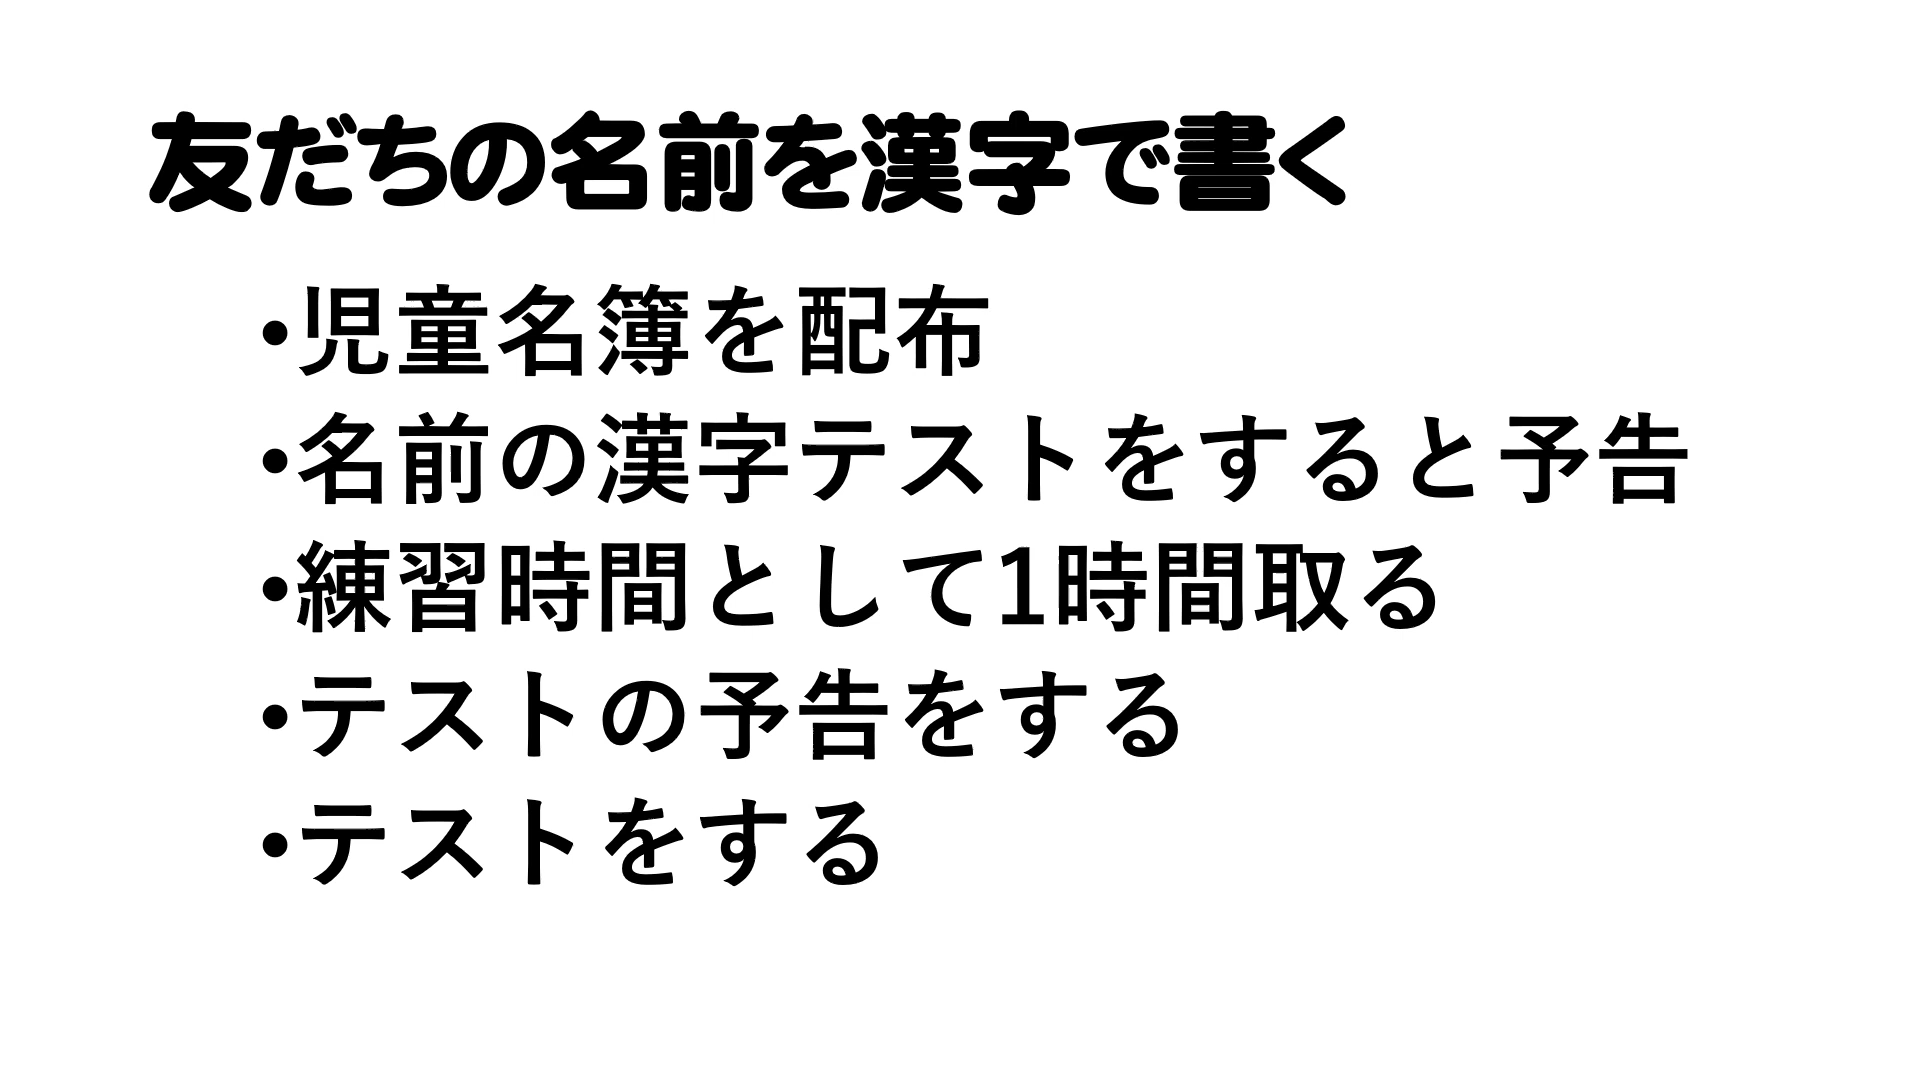 友だちの名前を漢字で書く
•児童名簿を配布
•名前の漢字テストをすると予告
•練習時間として1時間取る
•テストの予告をする
•テストをする